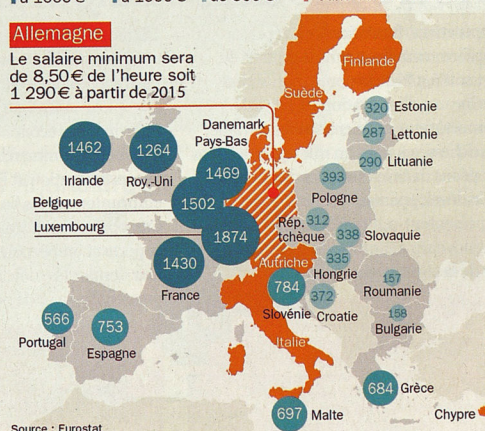 Allemagne
Le salaire minimum sera
de 8,50 € de l'heure soit
1 290 € à partir de 2015
Finlande
Suède
320 Estonie
287 Lettonie
290 Lituanie
Danemark
Pays-Bas
1462
Irlande
1264
Roy.-Uni
1469
393
Pologne
Belgique
1502
Luxembourg
1874
312
Rép.
tchèque
338 Slovaquie
335
Hongrie
Autriche
1430
France
784
Slovénie
372
Croatie
157
Roumanie
158
Bulgarie
566
Portugal
753
Espagne
Italie
684 Grèce
697 Malte
Chypre
Source : Eurostat